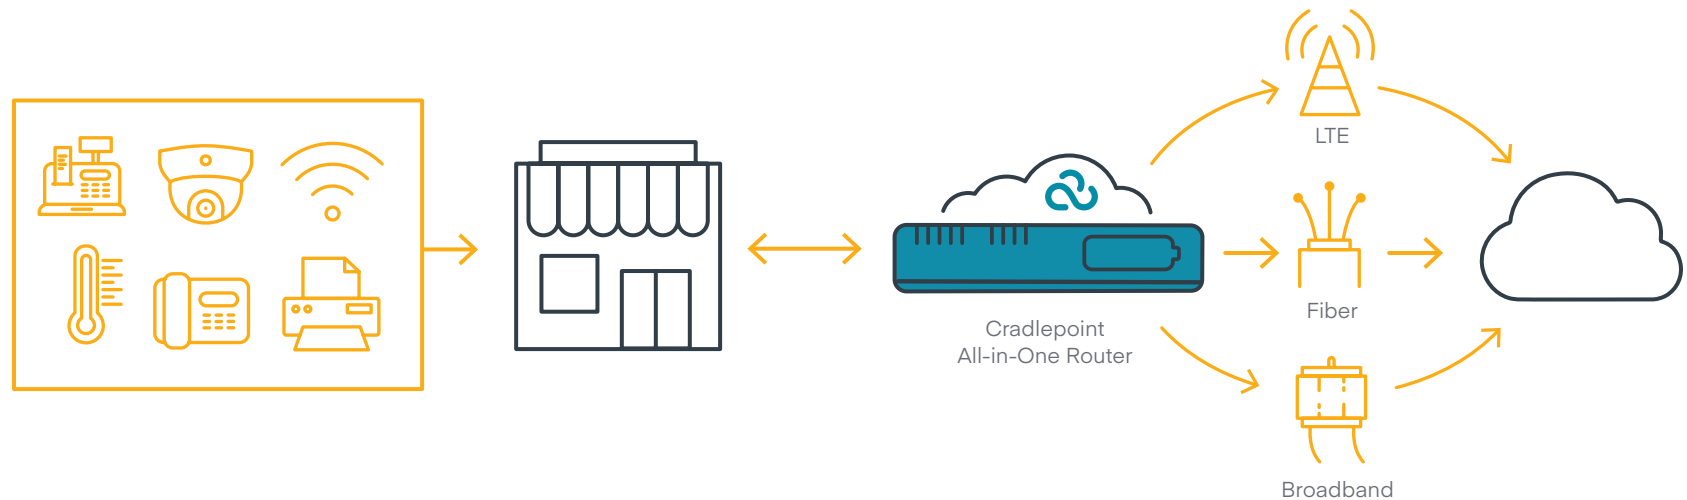 LTE
Fiber
Cradlepoint
All-in-One Router
Broadband